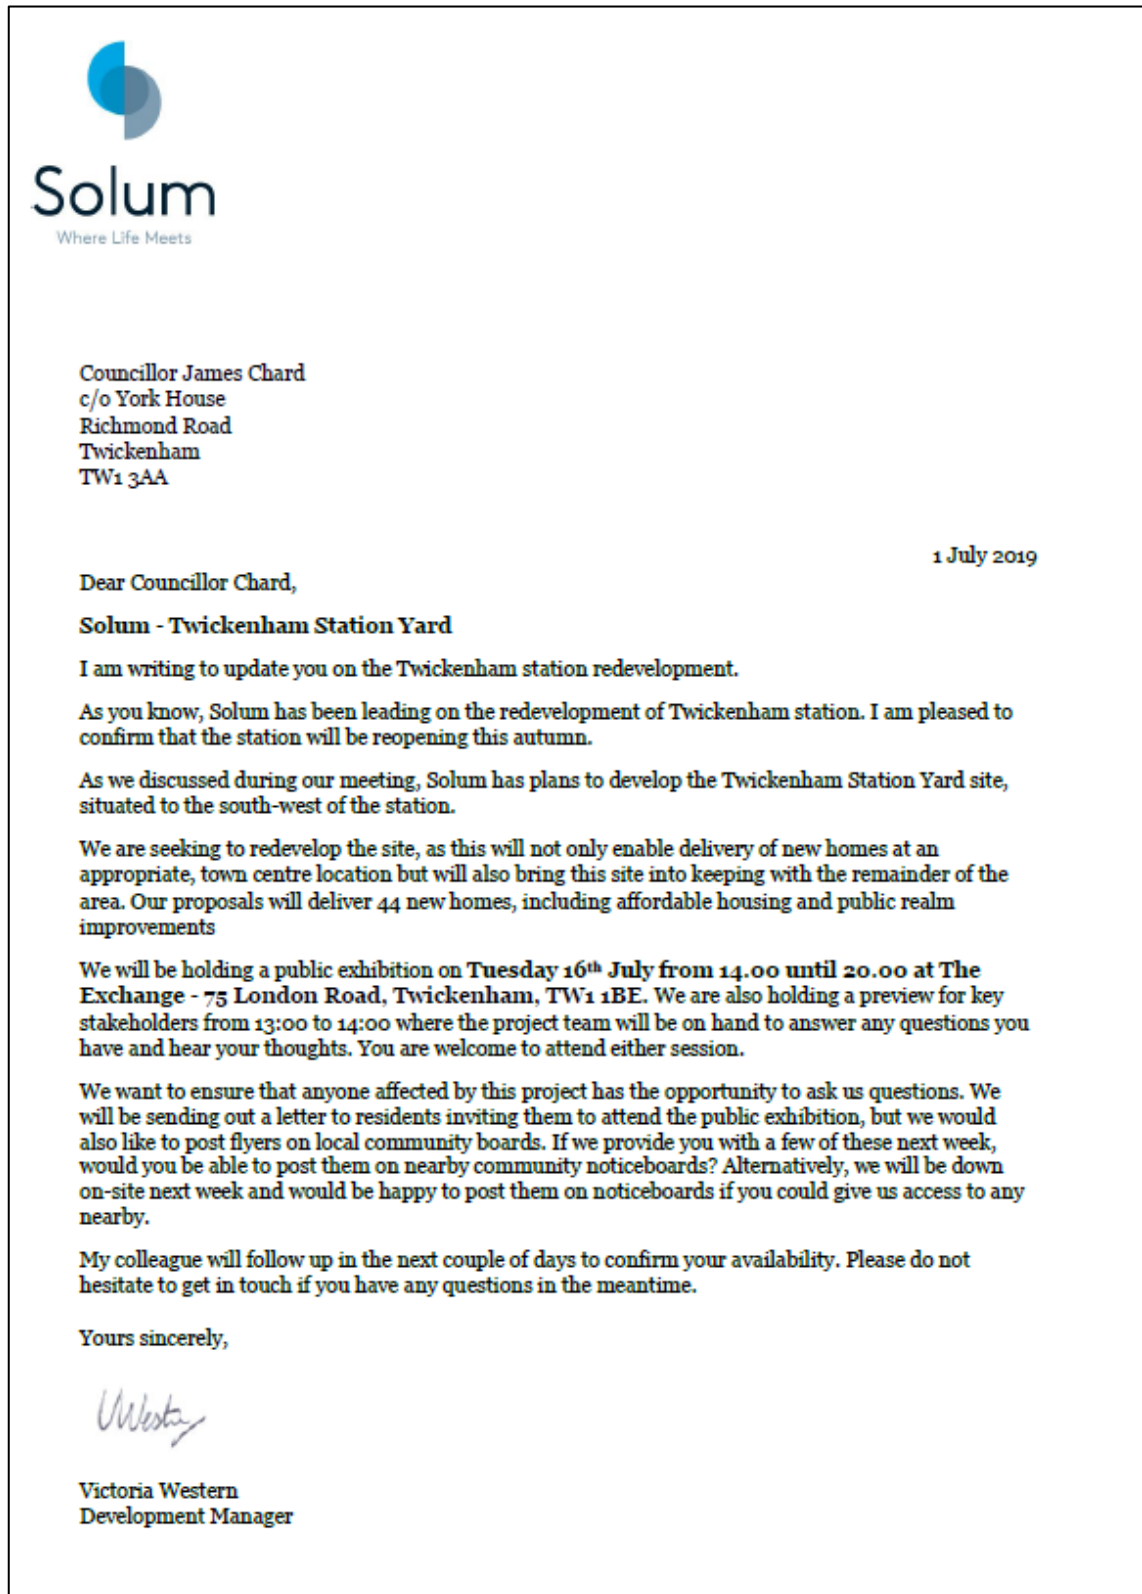 Solum
Where Life Meets
Councillor James Chard
c/o York House
Richmond Road
Twickenham
TW1 3AA
1 July 2019
Dear Councillor Chard,
Solum - Twickenham Station Yard
I am writing to update you on the Twickenham station redevelopment.
As you know, Solum has been leading on the redevelopment of Twickenham station. I am pleased to
confirm that the station will be reopening this autumn.
As we discussed during our meeting, Solum has plans to develop the Twickenham Station Yard site,
situated to the south-west of the station.
We are seeking to redevelop the site, as this will not only enable delivery of new homes at an
appropriate, town centre location but will also bring this site into keeping with the remainder of the
area. Our proposals will deliver 44 new homes, including affordable housing and public realm
improvements
We will be holding a public exhibition on Tuesday 16th July from 14.00 until 20.00 at The
Exchange - 75 London Road, Twickenham, TW1 1BE. We are also holding a preview for key
stakeholders from 13:00 to 14:00 where the project team will be on hand to answer any questions you
have and hear your thoughts. You are welcome to attend either session.
We want to ensure that anyone affected by this project has the opportunity to ask us questions. We
will be sending out a letter to residents inviting them to attend the public exhibition, but we would
also like to post flyers on local community boards. If we provide you with a few of these next week,
would you be able to post them on nearby community noticeboards? Alternatively, we will be down
on-site next week and would be happy to post them on noticeboards if you could give us access to any
nearby.
My colleague will follow up in the next couple of days to confirm your availability. Please do not
hesitate to get in touch if you have any questions in the meantime.
Yours sincerely,
Victoria Western
Development Manager